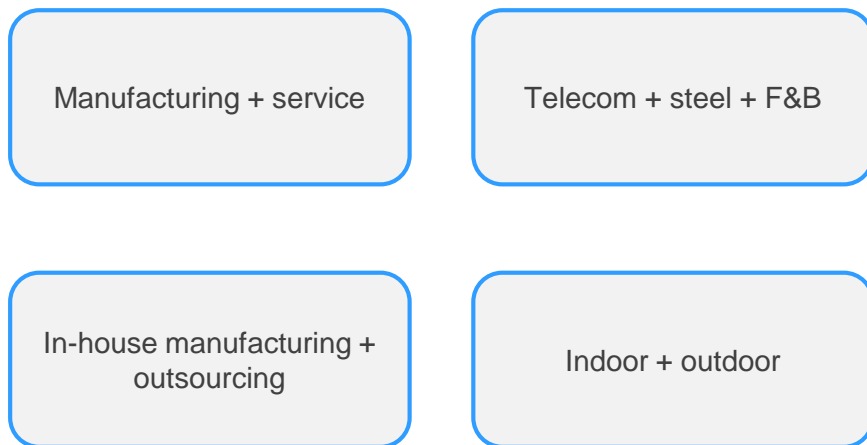 Manufacturing + service
Telecom + steel + F&B
In-house manufacturing +
outsourcing
Indoor + outdoor